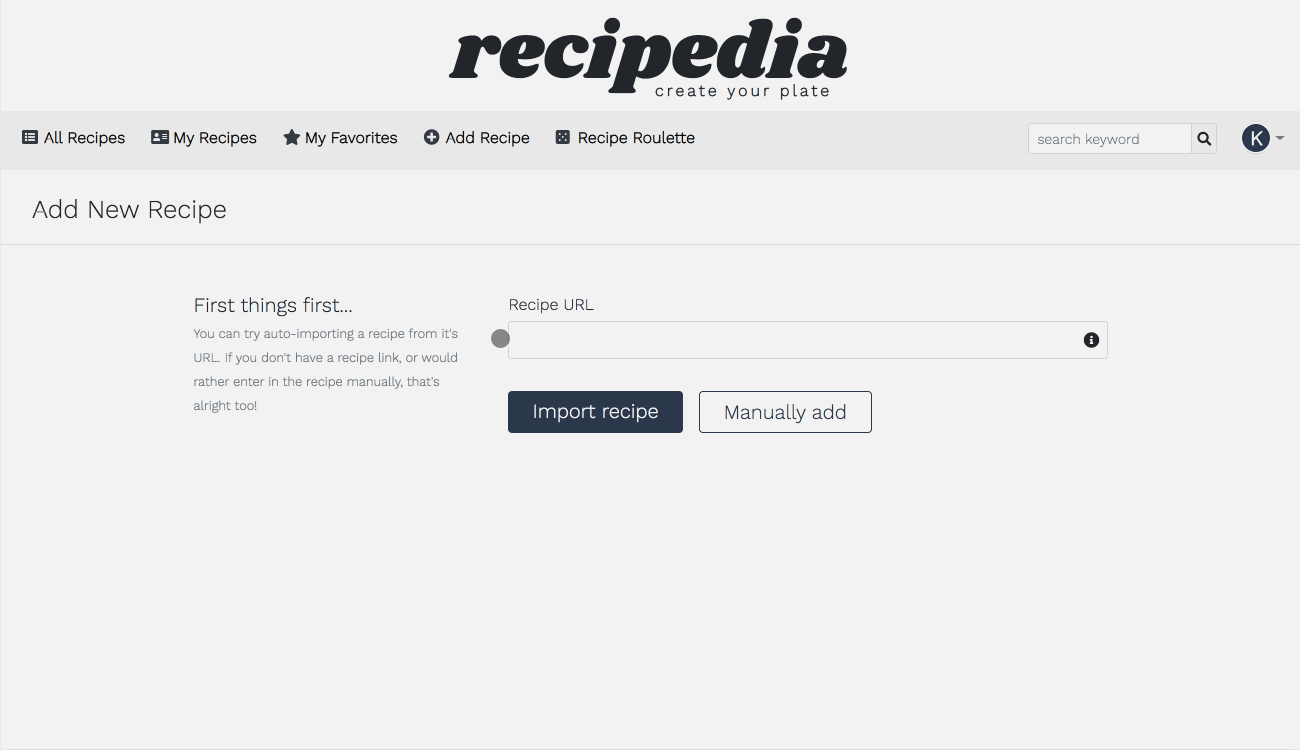 recipedia
create your plate
All Recipes
My Recipes
My Favorites
Add Recipe
Recipe Roulette
search keyword
K
Add New Recipe
First things first...
You can try auto-importing a recipe from it's
URL. If you don't have a recipe link, or would
rather enter in the recipe manually, that's
alright too!
Recipe URL
Import recipe
Manually add